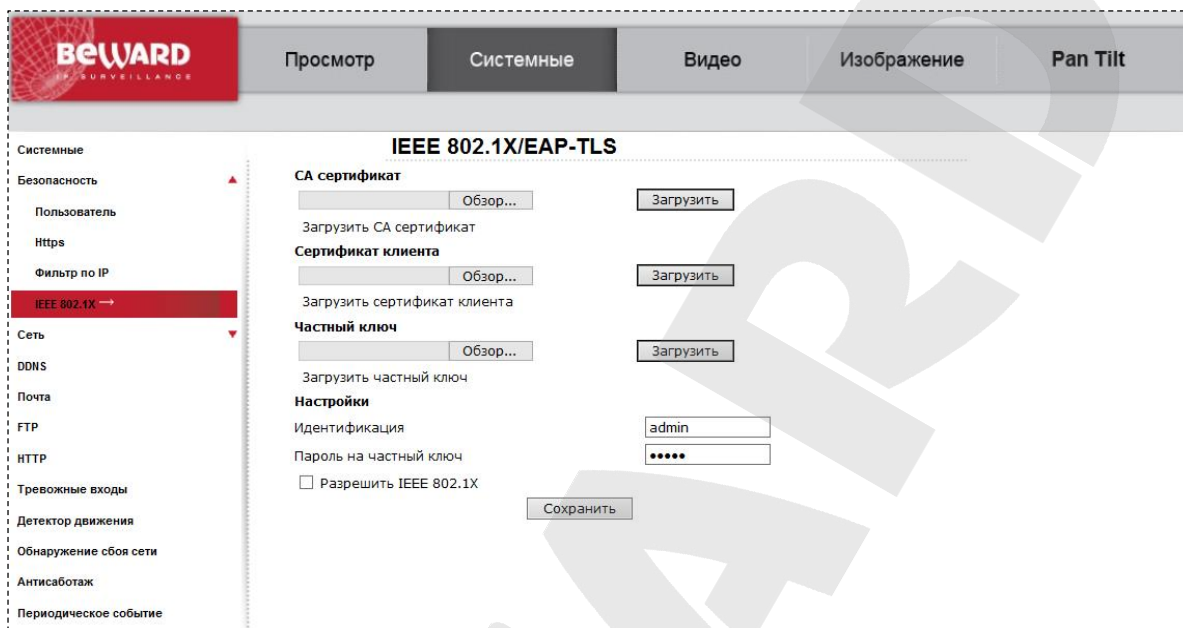 BEWARD
IP SURVEILLANCE
Просмотр
Системные
Видео
Изображение
Pan Tilt
Системные
Безопасность
Пользователь
Https
Фильтр по IP
IEEE 802.1X →
Сеть
DDNS
Почта
FTP
HTTP
Тревожные входы
Детектор движения
Обнаружение сбоя сети
Антисаботаж
Периодическое событие
IEEE 802.1X/EAP-TLS
CA сертификат
Обзор... Загрузить
Загрузить CA сертификат
Сертификат клиента
Обзор... Загрузить
Загрузить сертификат клиента
Частный ключ
Обзор... Загрузить
Загрузить частный ключ
Настройки
Идентификация admin
Пароль на частный ключ •••••
Разрешить IEEE 802.1X
Сохранить